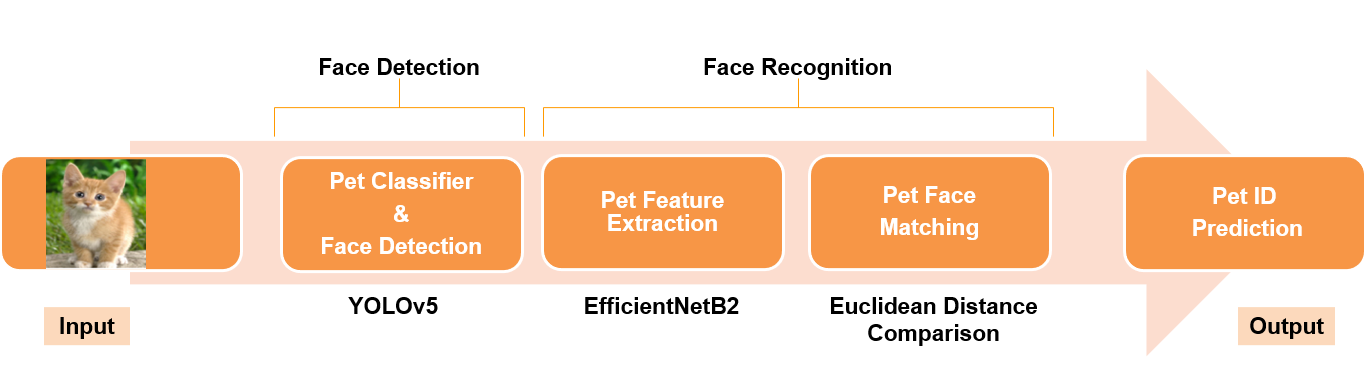 Face Detection
Face Recognition
Pet Classifier
&
Face Detection
Pet Feature
Extraction
Pet Face
Matching
Pet ID
Prediction
YOLOv5
EfficientNetB2
Euclidean Distance
Comparison
Input
Output